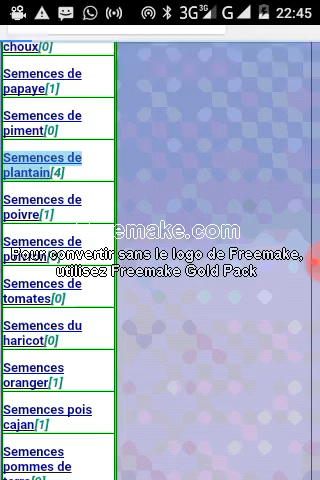 3G 3G G 22:45
choux[0]
Semences de
papaye[1]
Semences de
piment[0]
Semences de
plantain[4]
Semences de
poivre[1]
Freemake.com
Semences de
Pour convertir sans le logo de Freemake,
utilisez Freemake Gold Pack
Semences de
tomates[0]
Semences du
haricot[0]
Semences
oranger[1]
Semences pois
cajan[1]
Semences
pommes de